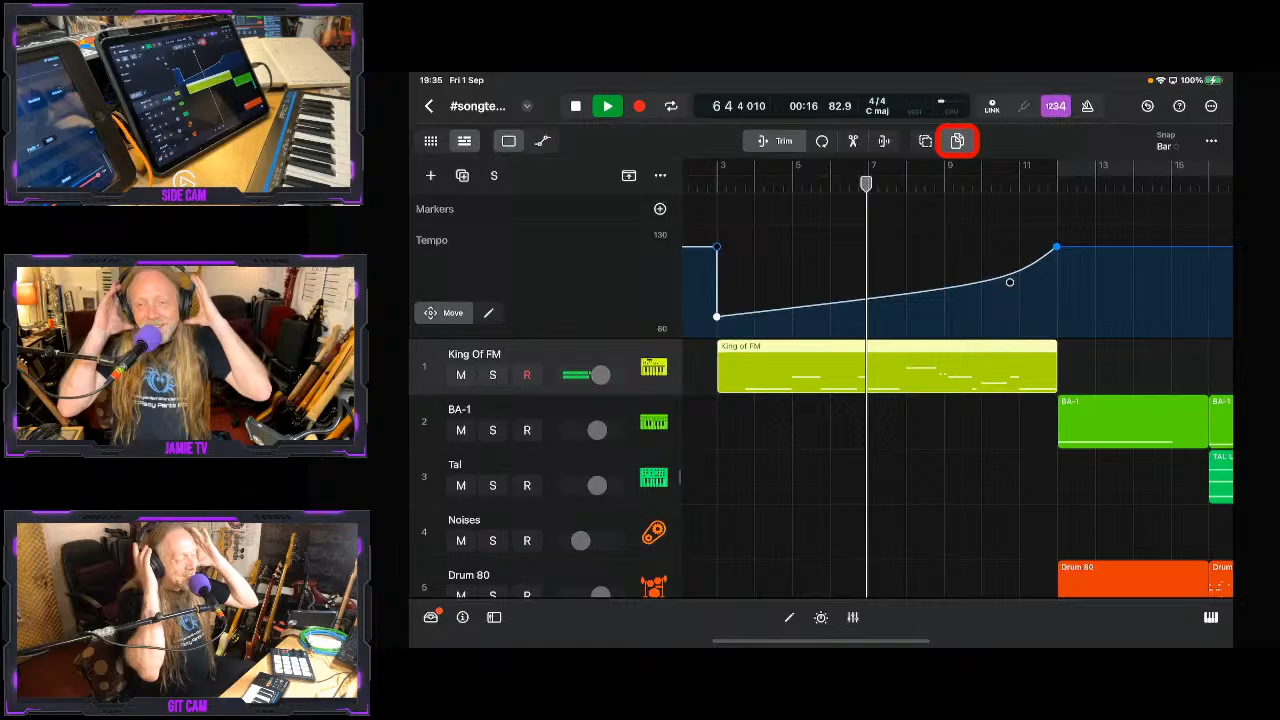 SIDE CAM
JAMIE TV
GIT CAM
19:35 Fri 1 Sep
100%
#songte...
6 4 4 010
00:16 82.9
4/4
C maj
MIDI
CPU
LINK
1234
Trim
Snap
Bar
3 5 7 9 11 13 15
S
Markers
Tempo
130
Move
60
1
King Of FM
M S R
King of FM
2
BA-1
M S R
BA-1
BA-1
3
Tal
M S R
TAL L
4
Noises
M S R
5
Drum 80
M S R
Drum 80
Drum